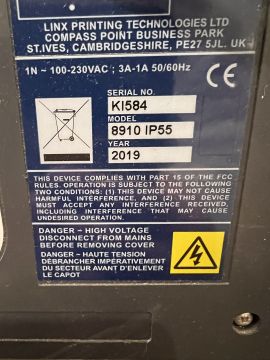 LINX PRINTING TECHNOLOGIES LTD
COMPASS POINT BUSINESS PARK
ST.IVES, CAMBRIDGESHIRE, PE27 5JL. UK
1N ~ 100-230VAC ; 3A-1A 50/60Hz
SERIAL NO.
KI584
MODEL
8910 IP55
YEAR
2019
THIS DEVICE COMPLIES WITH PART 15 OF THE FCC
RULES. OPERATION IS SUBJECT TO THE FOLLOWING
TWO CONDITIONS: (1) THIS DEVICE MAY NOT CAUSE
HARMFUL INTERFERENCE, AND (2) THIS DEVICE
MUST ACCEPT ANY INTERFERENCE RECEIVED,
INCLUDING INTERFERENCE THAT MAY CAUSE
UNDESIRED OPERATION.
DANGER - HIGH VOLTAGE
DISCONNECT FROM MAINS
BEFORE REMOVING COVER
DANGER - HAUTE TENSION
DÉBRANCHER IMPÉRATIVEMENT
DU SECTEUR AVANT D'ENLEVER
LE CAPOT